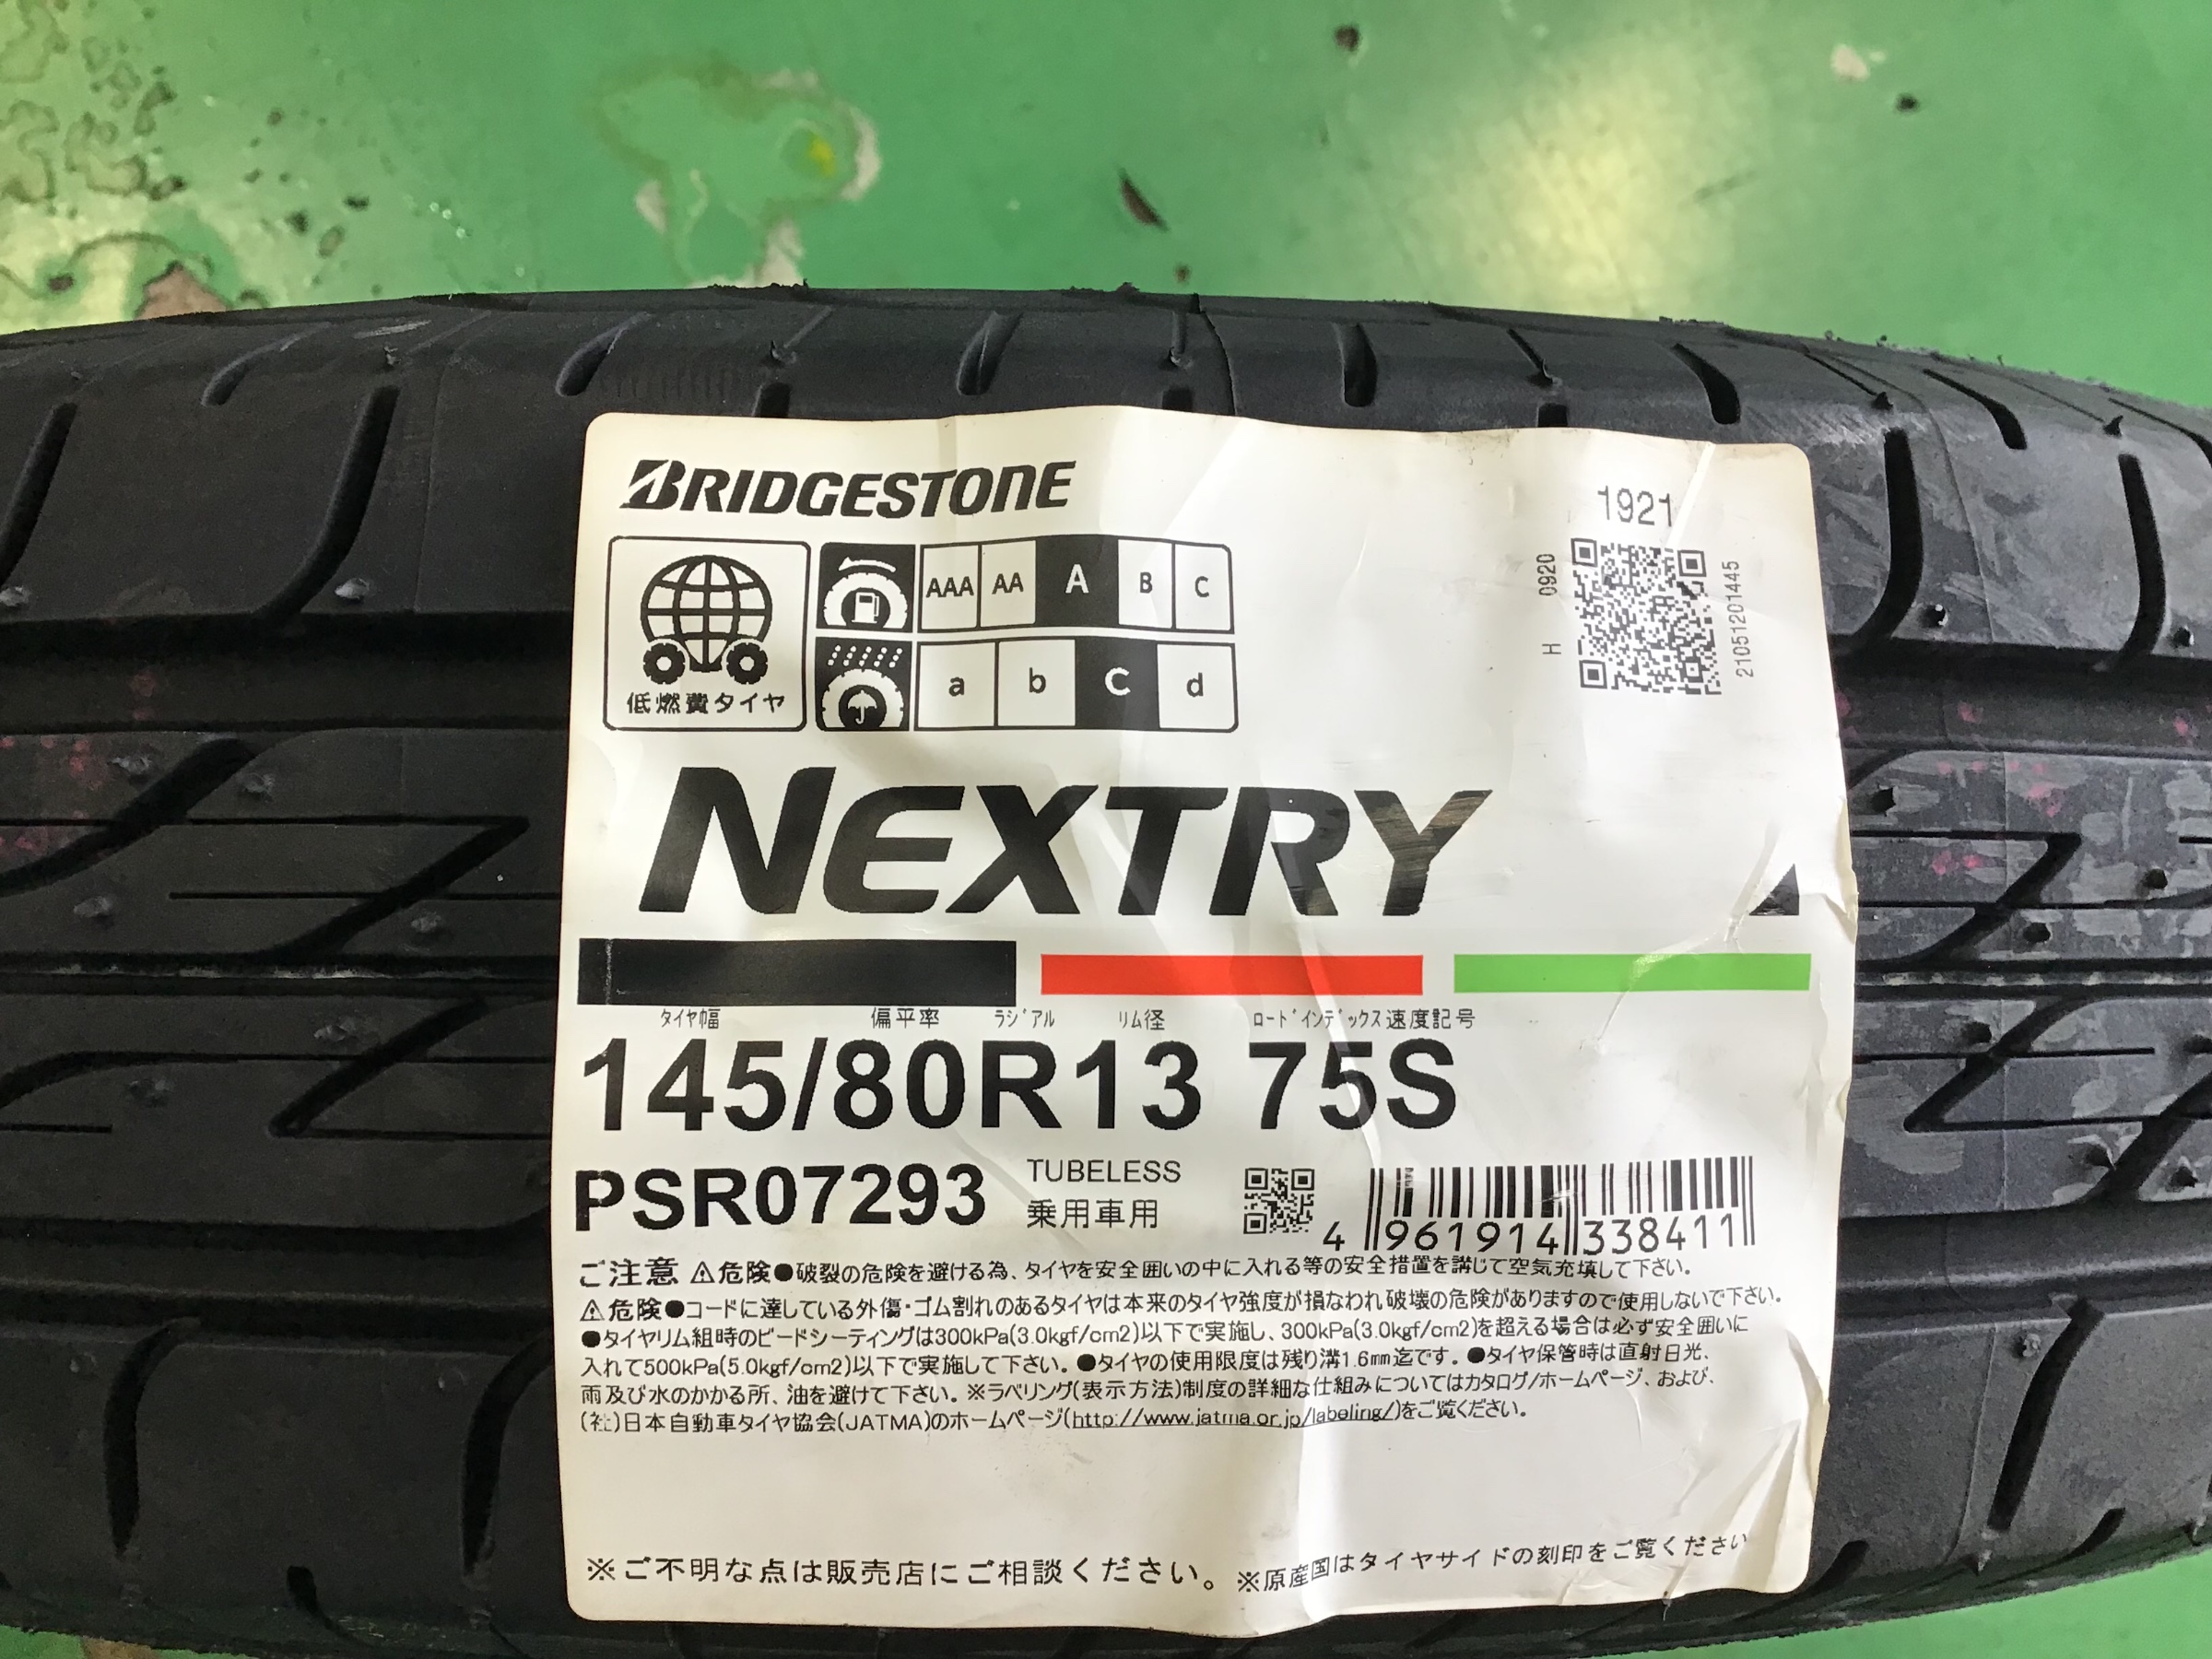 BRIDGESTONE
1921
0920
H
21051201445
AAA AA A B C
a b c d
低燃費タイヤ
NEXTRY
タイヤ幅 偏平率 ラジアル リム径 ロードインデックス 速度記号
145/80R13 75S
PSR07293 TUBELESS
乗用車用
4 961914 338411
ご注意 ⚠危険●破裂の危険を避ける為、タイヤを安全囲いの中に入れる等の安全措置を講じて空気充填して下さい。
⚠危険●コードに達している外傷・ゴム割れのあるタイヤは本来のタイヤ強度が損なわれ破壊の危険がありますので使用しないで下さい。
●タイヤリム組時のビードシーティングは300kPa(3.0kgf/cm2)以下で実施し、300kPa(3.0kgf/cm2)を超える場合は必ず安全囲いに
入れて500kPa(5.0kgf/cm2)以下で実施して下さい。●タイヤの使用限度は残り溝1.6mm迄です。●タイヤ保管時は直射日光、
雨及び水のかかる所、油を避けて下さい。※ラベリング(表示方法)制度の詳細な仕組みについてはカタログ/ホームページ、および、
(社)日本自動車タイヤ協会(JATMA)のホームページ(http://www.jatma.or.jp/labeling/)をご覧ください。
※ご不明な点は販売店にご相談ください。※原産国はタイヤサイドの刻印をご覧ください